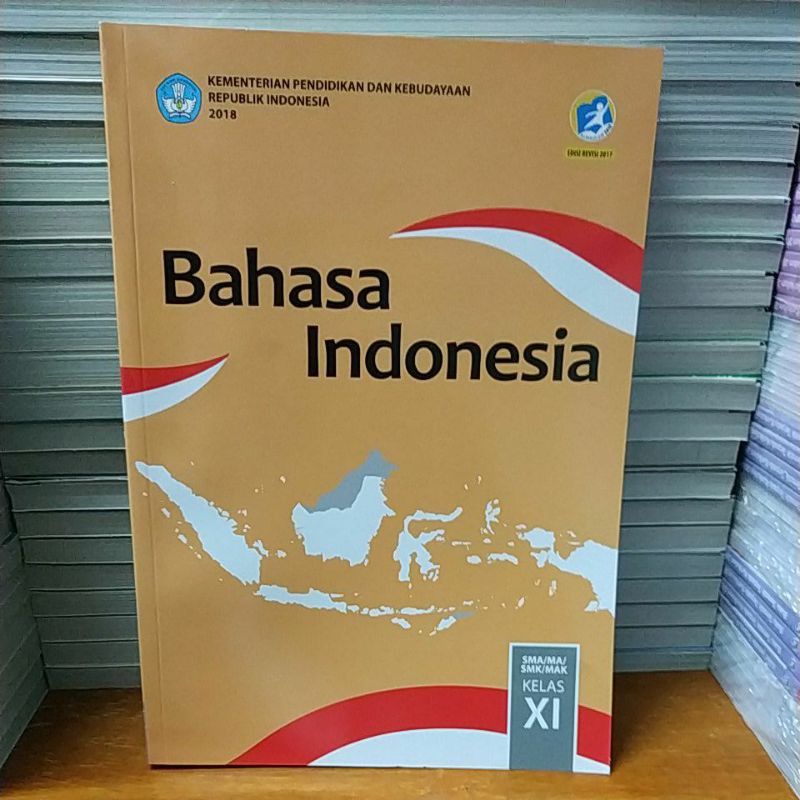 KEMENTERIAN PENDIDIKAN DAN KEBUDAYAAN
REPUBLIK INDONESIA
2018
EDISI REVISI 2017
Bahasa
Indonesia
SMA/MA/
SMK/MAK
KELAS
XI